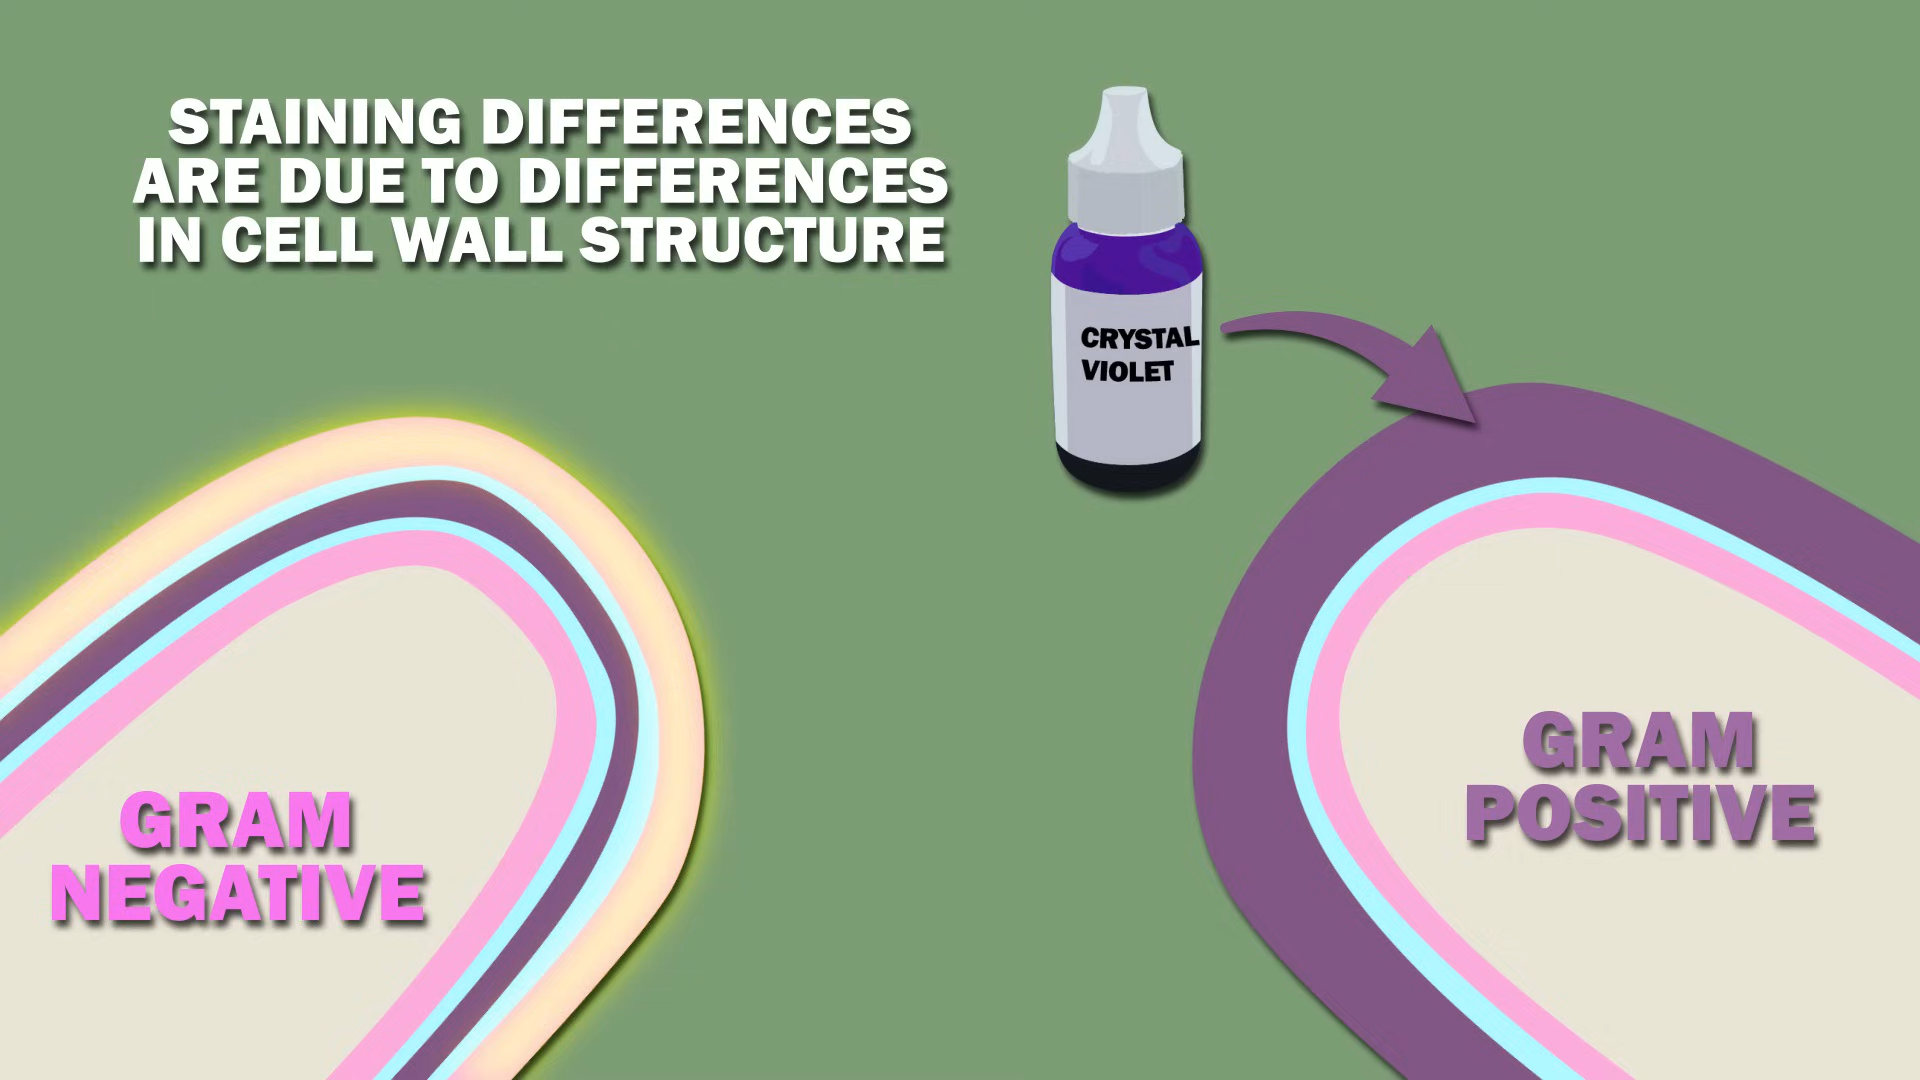 STAINING DIFFERENCES
ARE DUE TO DIFFERENCES
IN CELL WALL STRUCTURE
CRYSTAL
VIOLET
GRAM
NEGATIVE
GRAM
POSITIVE